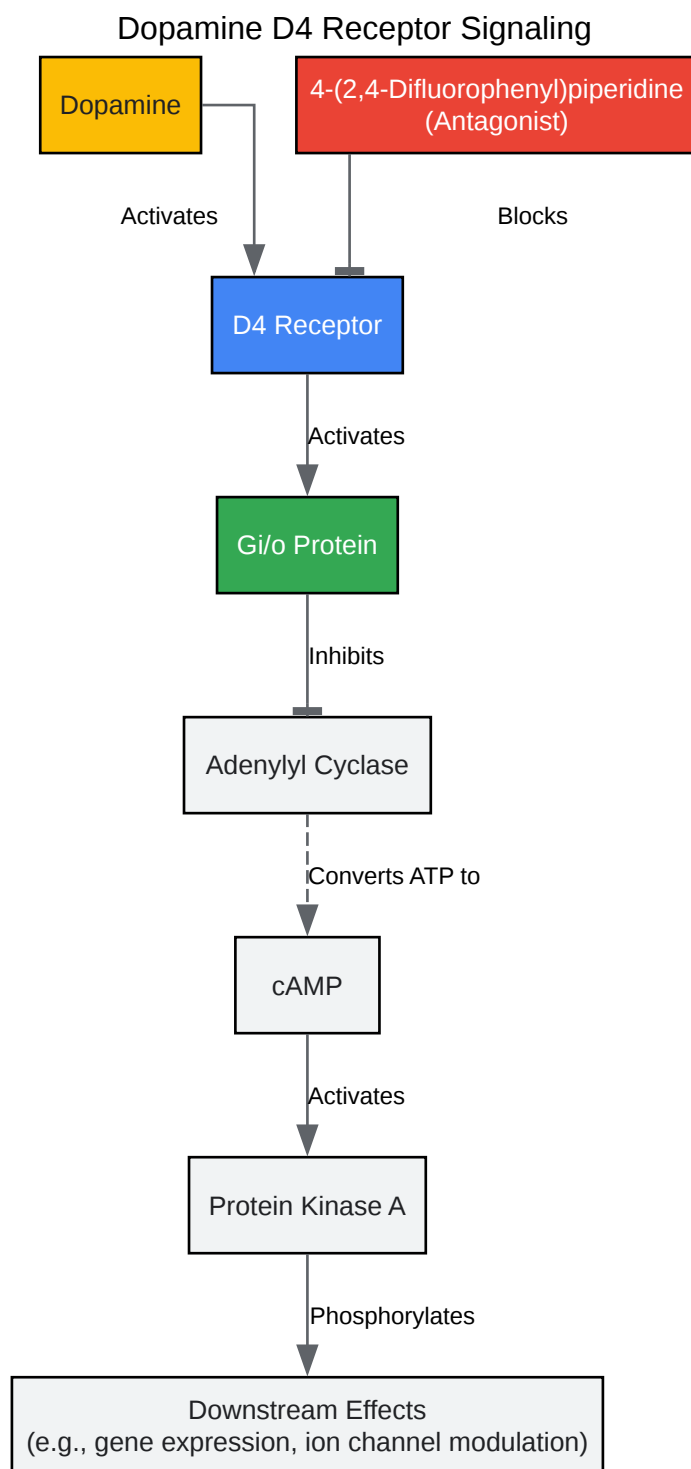 Dopamine D4 Receptor Signaling
Dopamine
4-(2,4-Difluorophenyl)piperidine
(Antagonist)
Activates
Blocks
D4 Receptor
Activates
Gi/o Protein
Inhibits
Adenylyl Cyclase
Converts ATP to
cAMP
Activates
Protein Kinase A
Phosphorylates
Downstream Effects
(e.g., gene expression, ion channel modulation)